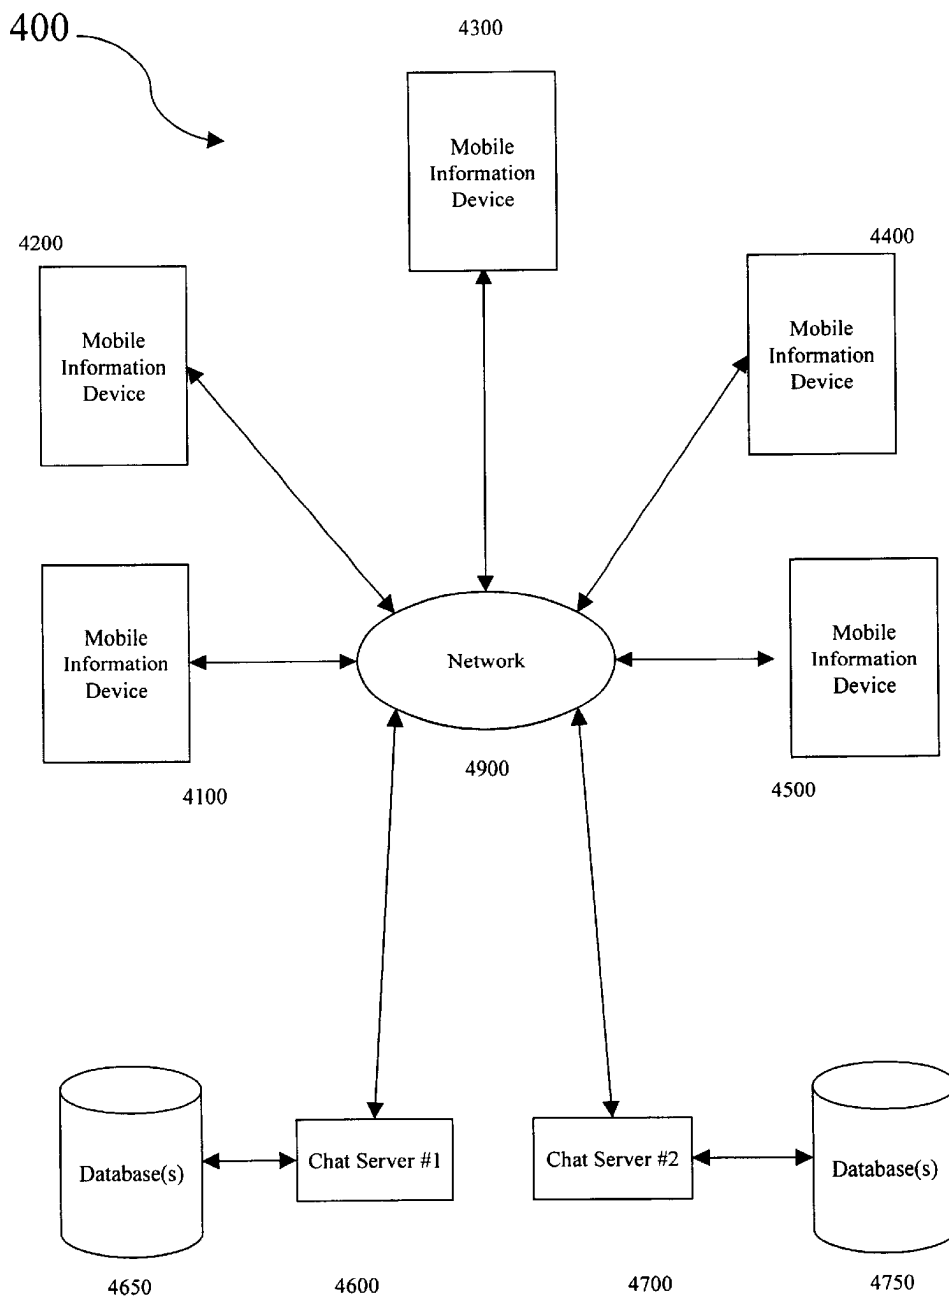 400
4300
Mobile
Information
Device
4200
Mobile
Information
Device
4400
Mobile
Information
Device
Mobile
Information
Device
4100
Network
4900
Mobile
Information
Device
4500
Database(s)
4650
Chat Server #1
4600
Chat Server #2
4700
Database(s)
4750